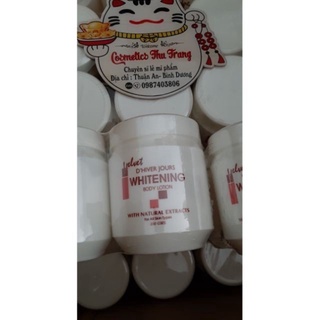 Cosmetics Thu Trang
Chuyên sỉ lẻ mỹ phẩm
Địa chỉ : Thuận An- Bình Dương
0987403806
Velvet
D'HIVER JOURS
WHITENING
BODY LOTION
WITH NATURAL EXTRACTS